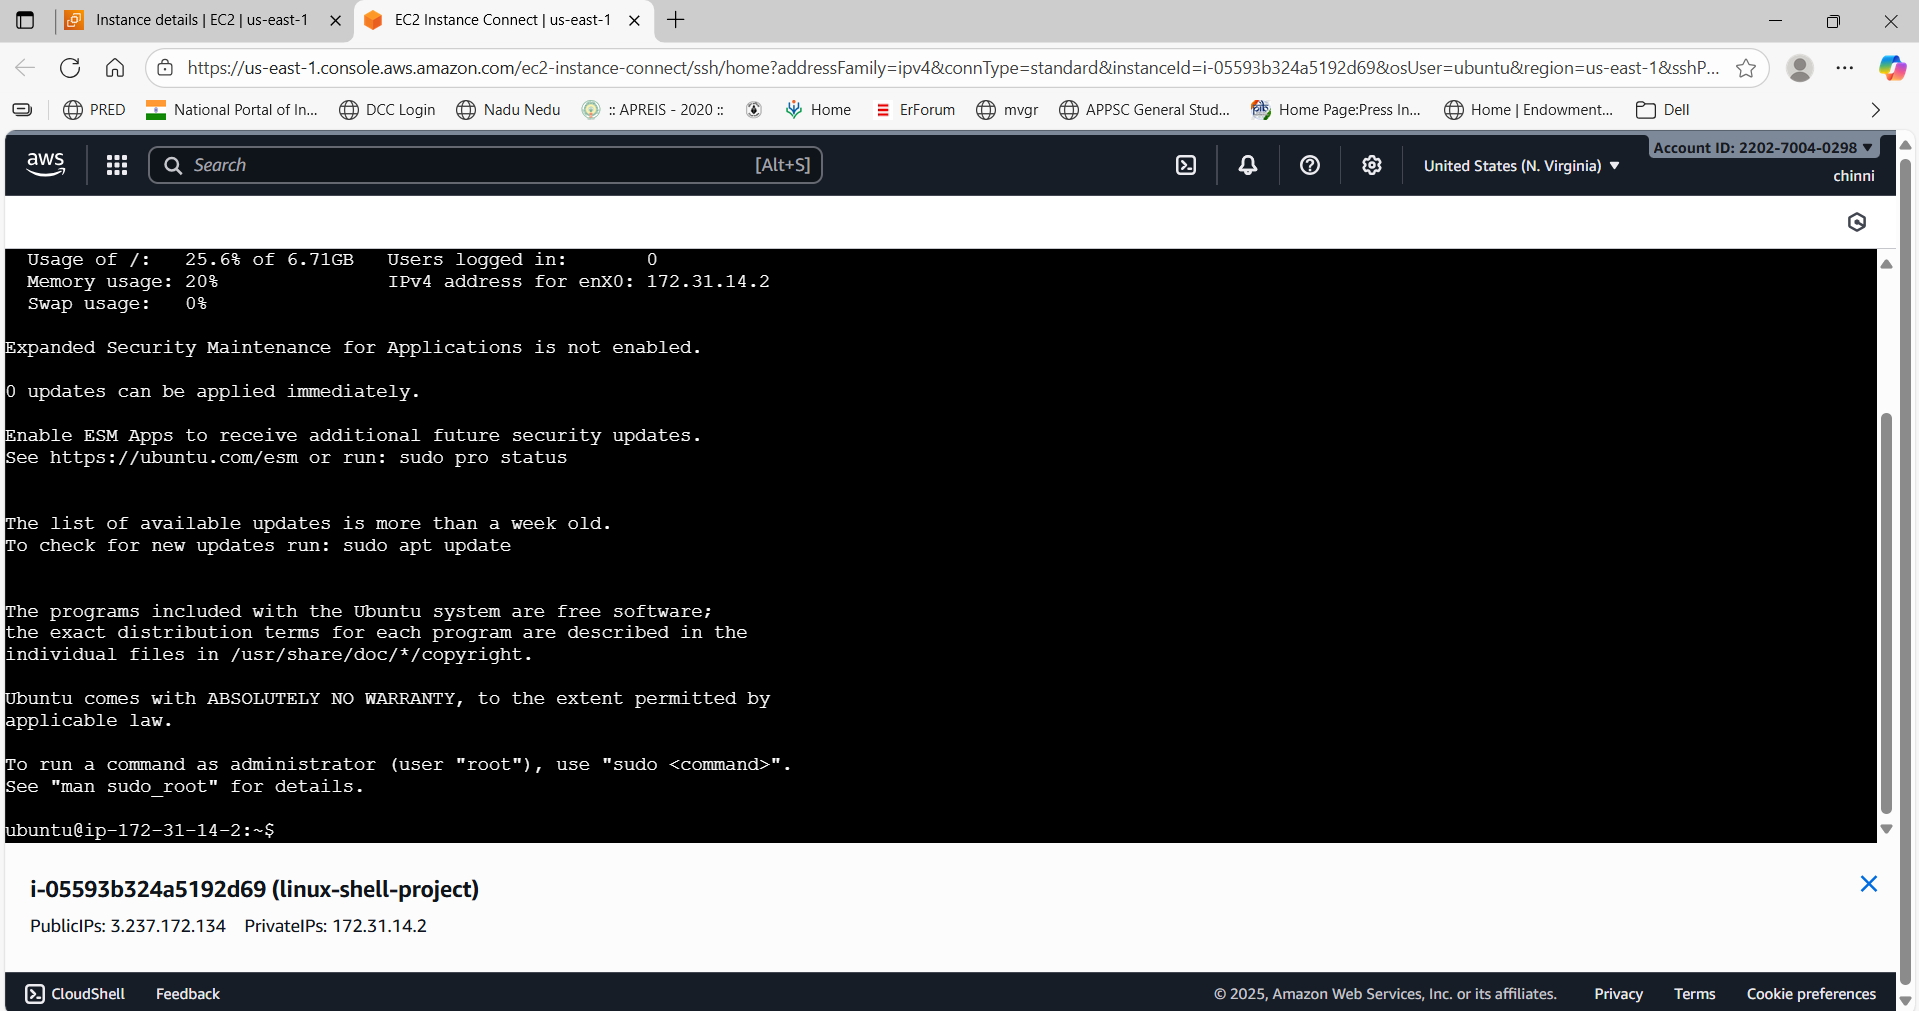 Instance details | EC2 | us-east-1
EC2 Instance Connect | us-east-1
https://us-east-1.console.aws.amazon.com/ec2-instance-connect/ssh/home?addressFamily=ipv4&connType=standard&instanceId=i-05593b324a5192d69&osUser=ubuntu&region=us-east-1&sshP...
PRED
National Portal of In...
DCC Login
Nadu Nedu
:: APREIS - 2020 ::
Home
ErForum
mvgr
APPSC General Stud...
Home Page:Press In...
Home | Endowment...
Dell
aws
Search
[Alt+S]
United States (N. Virginia)
Account ID: 2202-7004-0298
chinni
Usage of /:   25.6% of 6.71GB   Users logged in:       0
Memory usage: 20%               IPv4 address for enX0: 172.31.14.2
Swap usage:   0%
Expanded Security Maintenance for Applications is not enabled.
0 updates can be applied immediately.
Enable ESM Apps to receive additional future security updates.
See https://ubuntu.com/esm or run: sudo pro status
The list of available updates is more than a week old.
To check for new updates run: sudo apt update
The programs included with the Ubuntu system are free software;
the exact distribution terms for each program are described in the
individual files in /usr/share/doc/*/copyright.
Ubuntu comes with ABSOLUTELY NO WARRANTY, to the extent permitted by
applicable law.
To run a command as administrator (user "root"), use "sudo <command>".
See "man sudo_root" for details.
ubuntu@ip-172-31-14-2:~$
i-05593b324a5192d69 (linux-shell-project)
PublicIPs: 3.237.172.134    PrivateIPs: 172.31.14.2
CloudShell
Feedback
© 2025, Amazon Web Services, Inc. or its affiliates.
Privacy
Terms
Cookie preferences